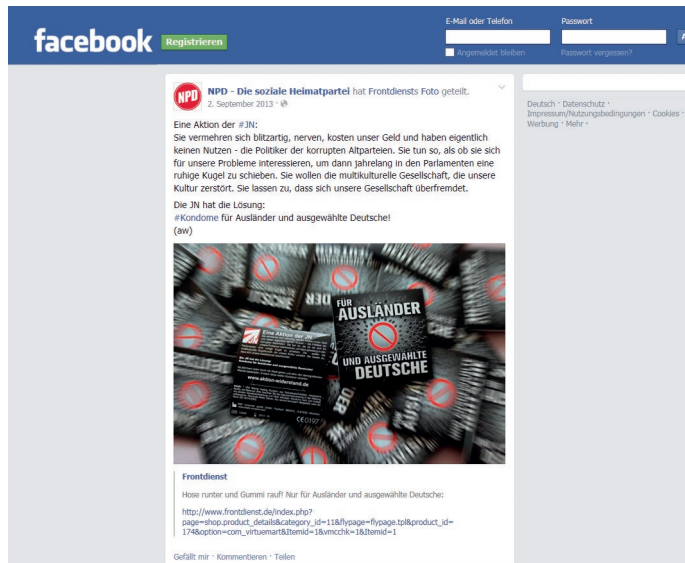 facebook
Registrieren
E-Mail oder Telefon
Passwort
Angemeldet bleiben
Passwort vergessen?
NPD
NPD - Die soziale Heimatpartei hat Frontdiensts Foto geteilt.
2. September 2013 ·
Eine Aktion der #JN:
Sie vermehren sich blitzartig, nerven, kosten unser Geld und haben eigentlich
keinen Nutzen - die Politiker der korrupten Altparteien. Sie tun so, als ob sie sich
für unsere Probleme interessieren, um dann jahrelang in den Parlamenten eine
ruhige Kugel zu schieben. Sie wollen die multikulturelle Gesellschaft, die unsere
Kultur zerstört. Sie lassen zu, dass sich unsere Gesellschaft überfremdet.
Die JN hat die Lösung:
#Kondome für Ausländer und ausgewählte Deutsche!
(aw)
FÜR
AUSLÄNDER
UND AUSGEWÄHLTE
DEUTSCHE
Eine Aktion der JN
www.aktion-widerstand.de
CE0197
Frontdienst
Hose runter und Gummi rauf! Nur für Ausländer und ausgewählte Deutsche:
http://www.frontdienst.de/index.php?
page=shop.product_details&category_id=11&flypage=flypage.tpl&product_id=
174&option=com_virtuemart&Itemid=1&vmcchk=1&Itemid=1
Gefällt mir · Kommentieren · Teilen
Deutsch · Datenschutz ·
Impressum/Nutzungsbedingungen · Cookies ·
Werbung · Mehr